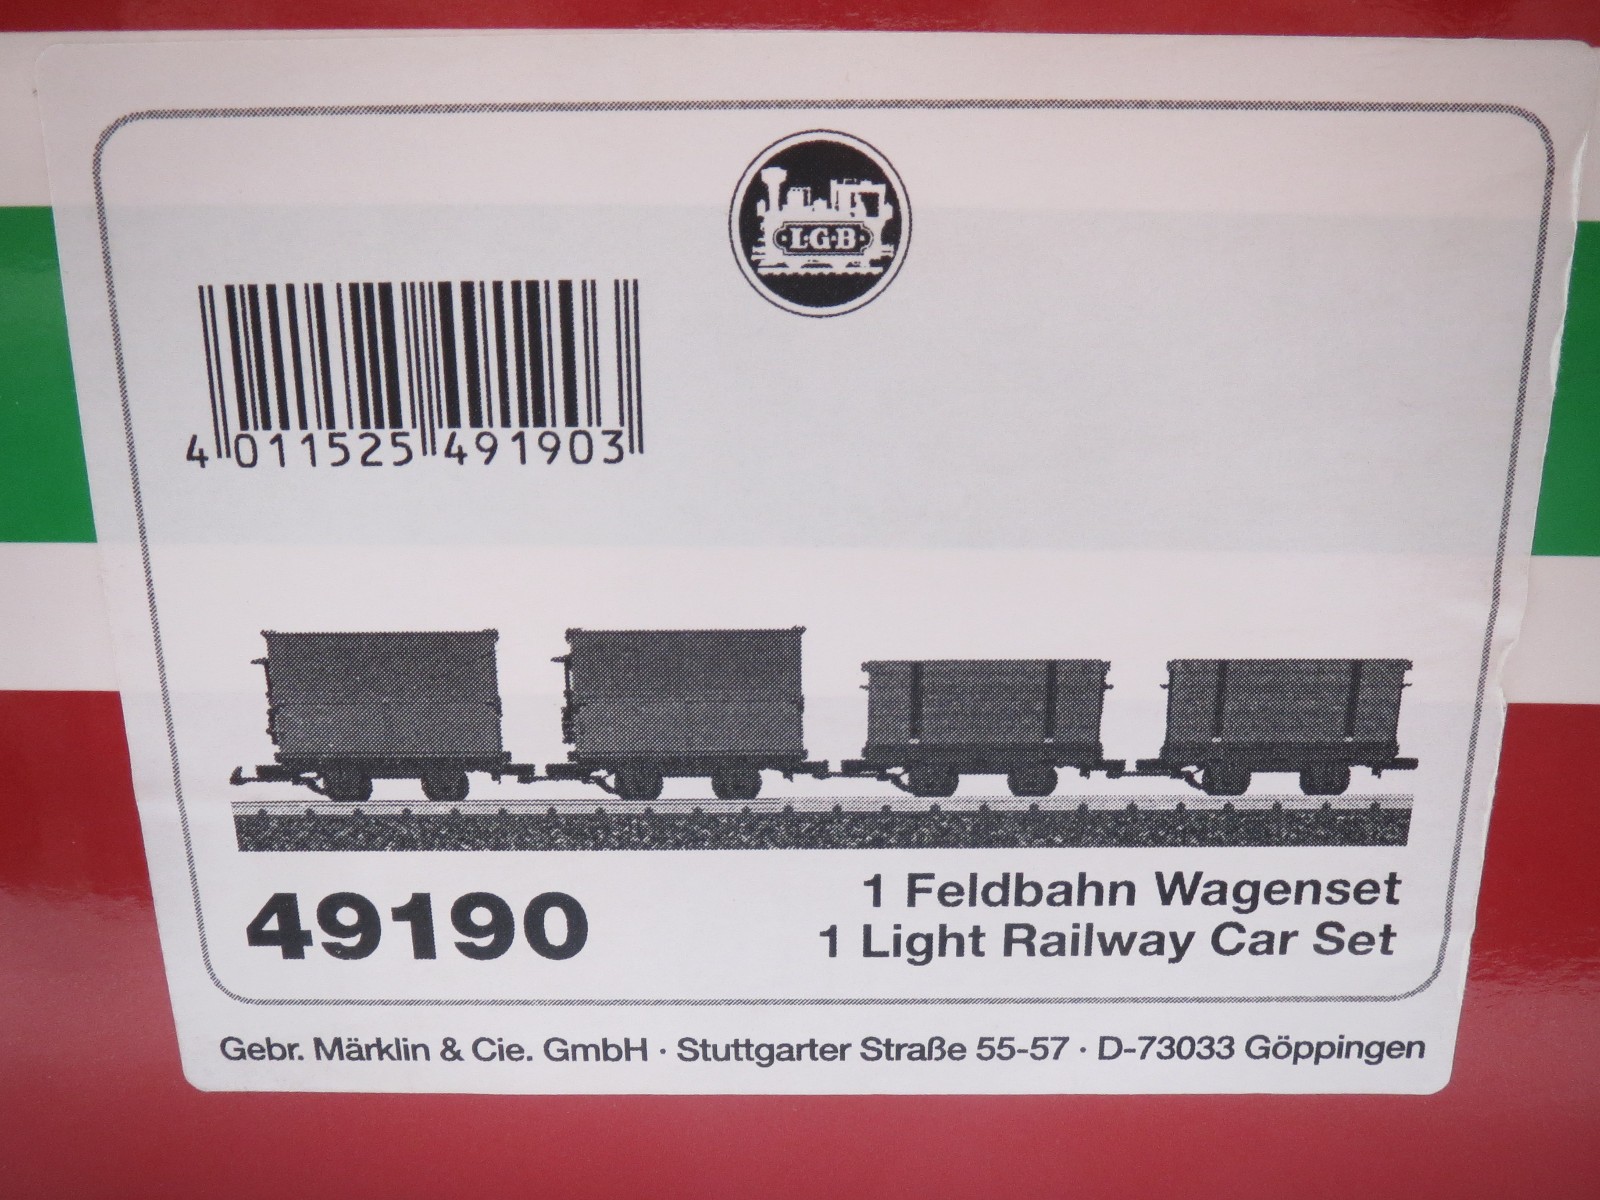 L·G·B
4 011525 491903
49190
1 Feldbahn Wagenset
1 Light Railway Car Set
Gebr. Märklin & Cie. GmbH · Stuttgarter Straße 55-57 · D-73033 Göppingen